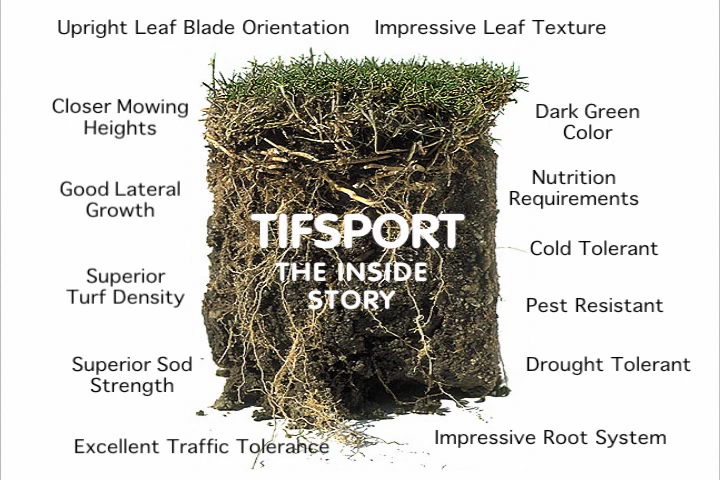 Upright Leaf Blade Orientation
Impressive Leaf Texture
Closer Mowing
Heights
Dark Green
Color
Good Lateral
Growth
Nutrition
Requirements
TIFSPORT
THE INSIDE
STORY
Cold Tolerant
Superior
Turf Density
Pest Resistant
Superior Sod
Strength
Drought Tolerant
Excellent Traffic Tolerance
Impressive Root System